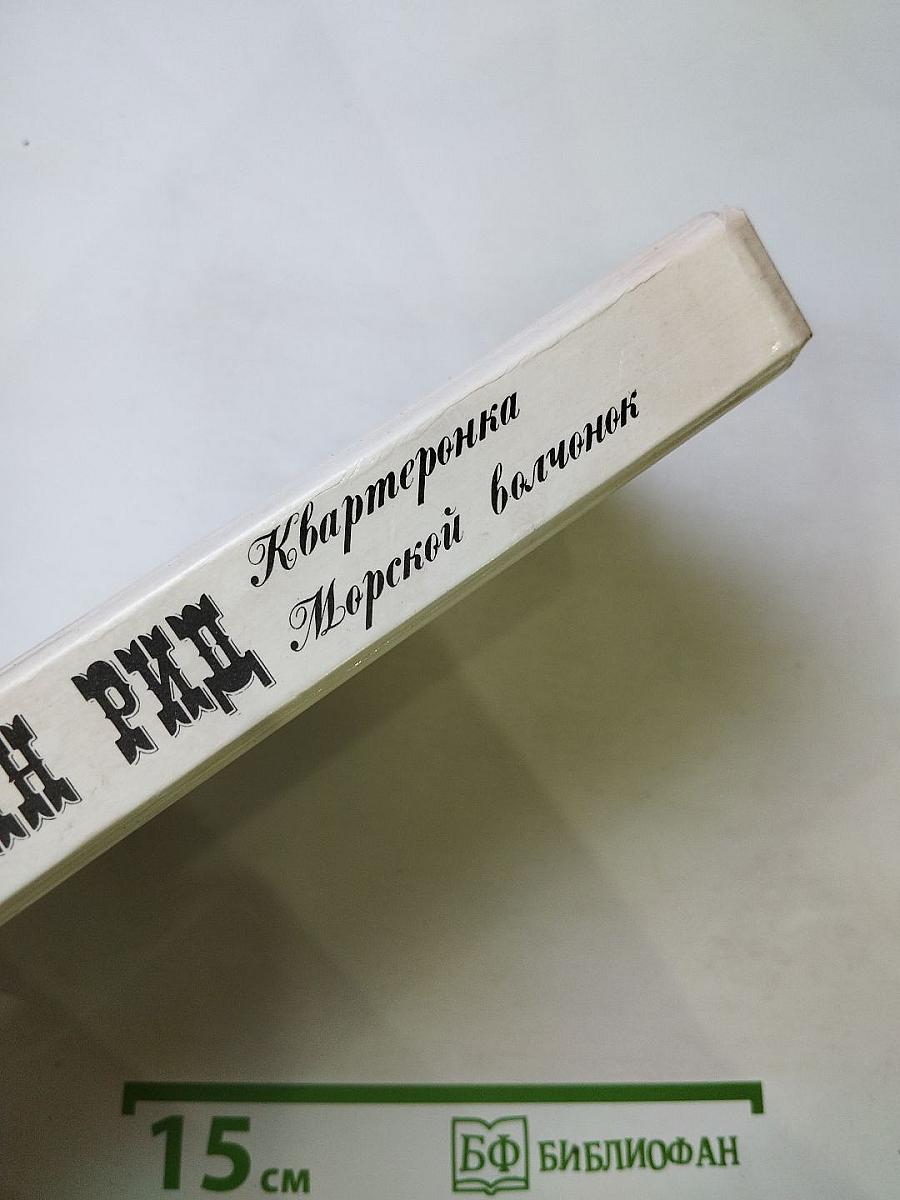 РИД
Квартеронка
Морской волчонок
15 см
БФ БИБЛИОФАН